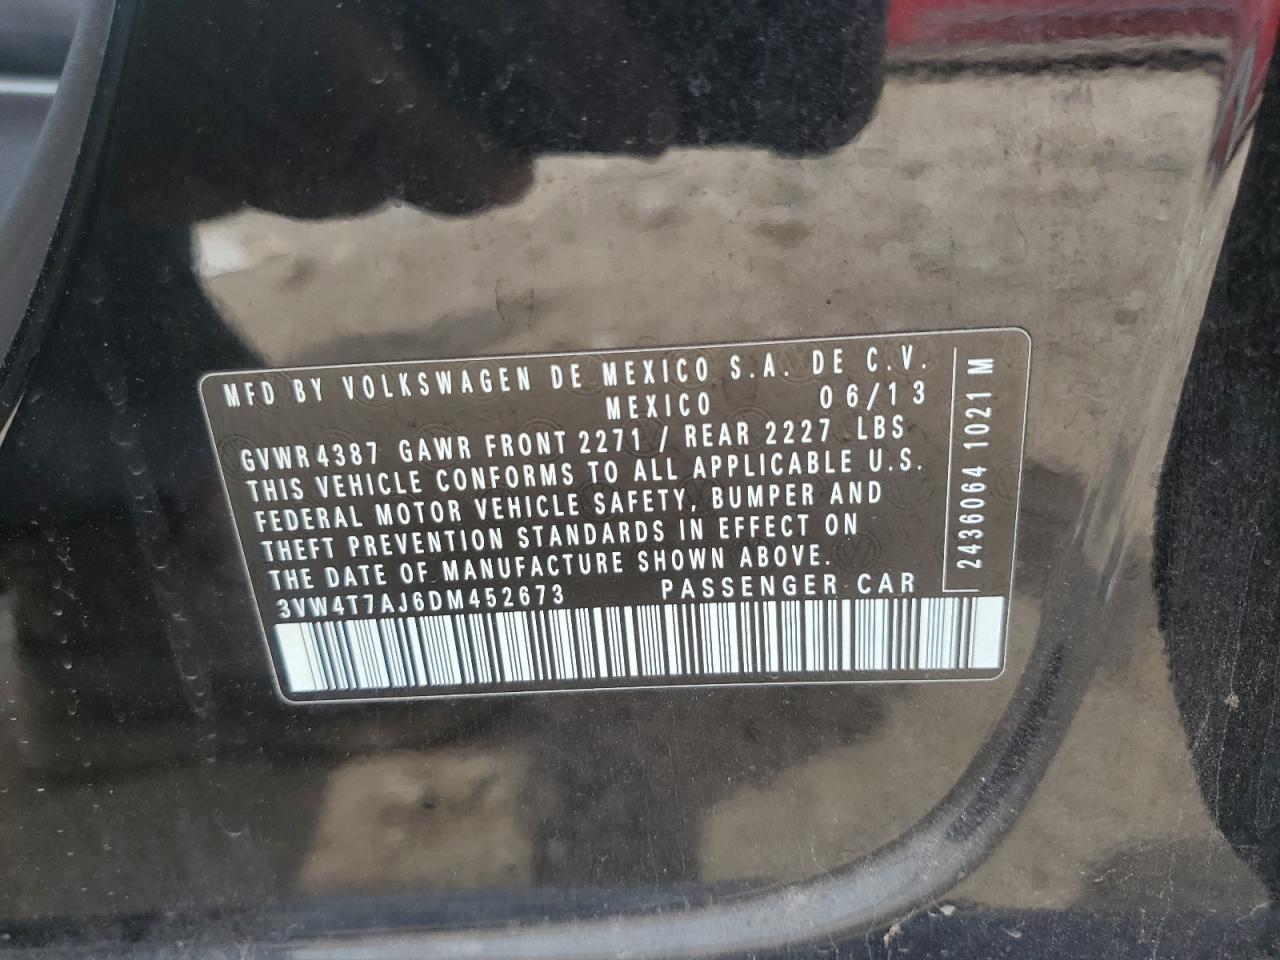 MFD BY VOLKSWAGEN DE MEXICO S.A. DE C.V.
MEXICO 06/13
GVWR 4387 GAWR FRONT 2271 / REAR 2227 LBS
THIS VEHICLE CONFORMS TO ALL APPLICABLE U.S.
FEDERAL MOTOR VEHICLE SAFETY, BUMPER AND
THEFT PREVENTION STANDARDS IN EFFECT ON
THE DATE OF MANUFACTURE SHOWN ABOVE.
3VW4T7AJ6DM452673 PASSENGER CAR
2436064 1021 M